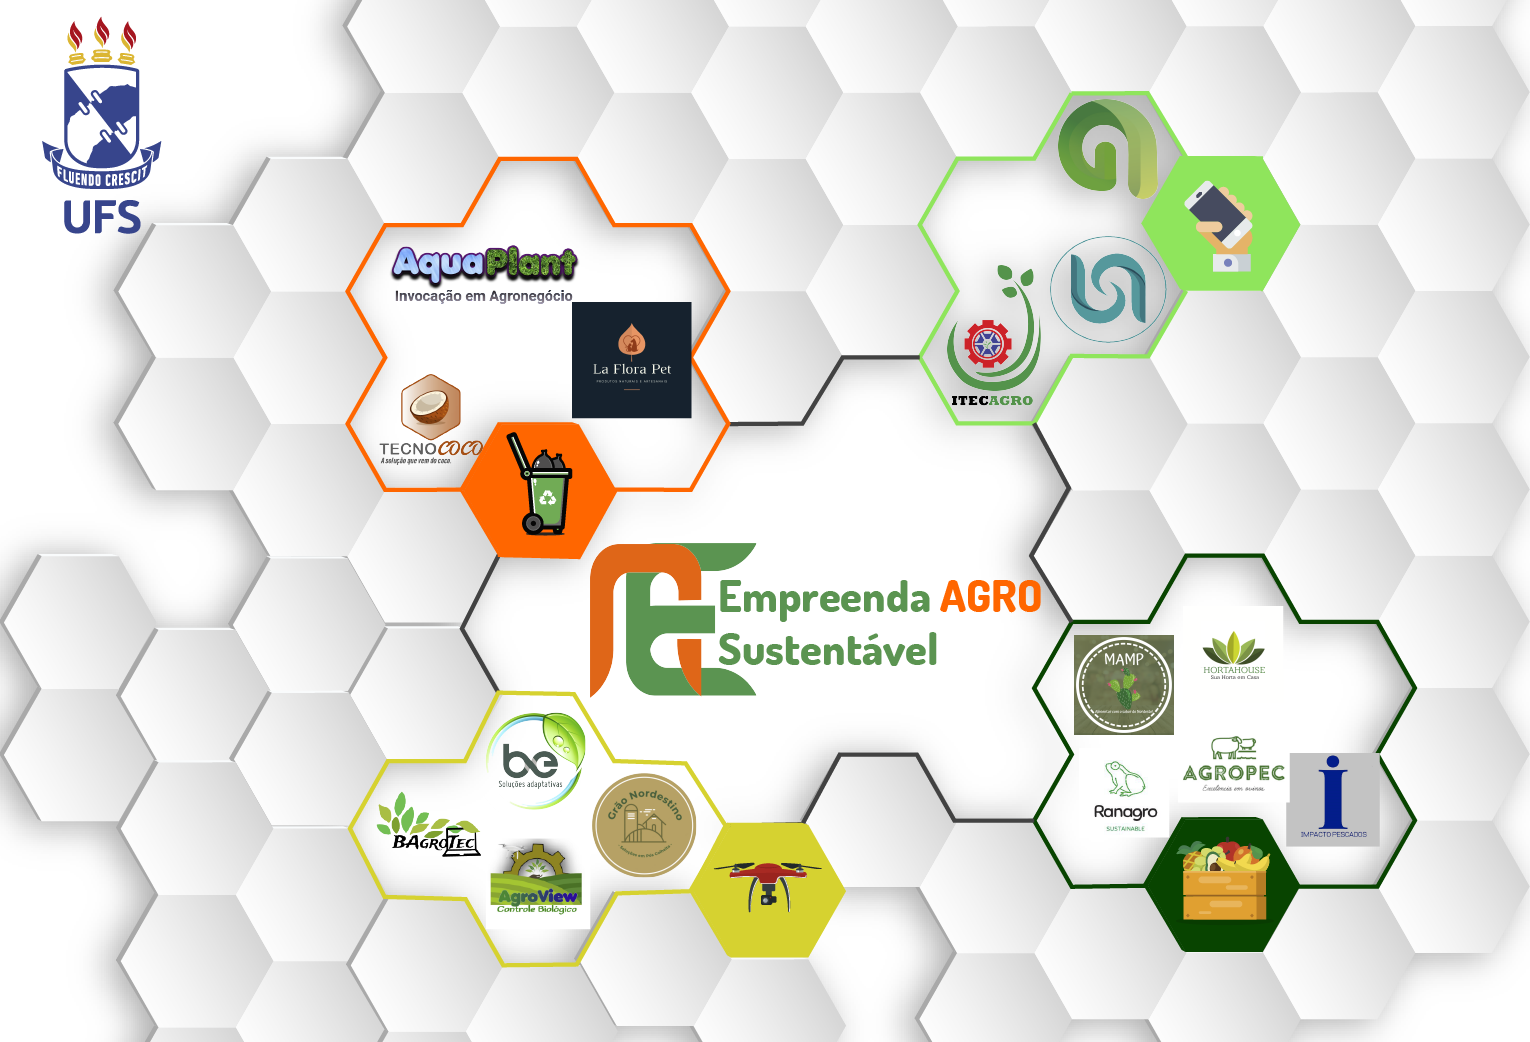 FLUENDO CRESCIT
UFS
AquaPlant
Invocação em Agronegócio
La Flora Pet
PRODUTOS NATURAIS E ARTESANAIS
TECNOCOCO
A solução que vem do coco.
ITECAGRO
Empreenda AGRO
Sustentável
be
Soluções adaptativas
BAGROTEC
Grão Nordestino
AgroView
Controle Biológico
MAMP
HORTAHOUSE
Sua Horta em Casa
AGROPEC
Excelência em ovinos
Ranagro
SUSTAINABLE
i
IMPACTO PESCADOS